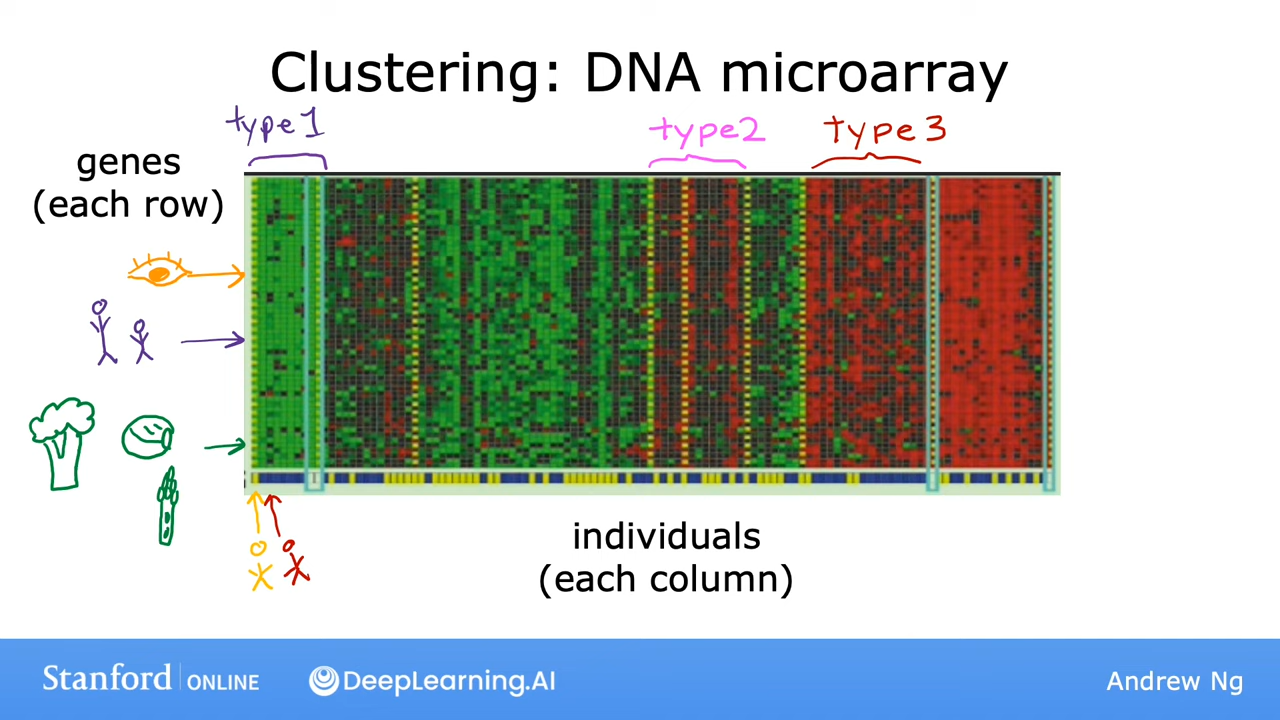 Clustering: DNA microarray
type 1
type 2
type 3
genes
(each row)
individuals
(each column)
Stanford ONLINE
DeepLearning.AI
Andrew Ng